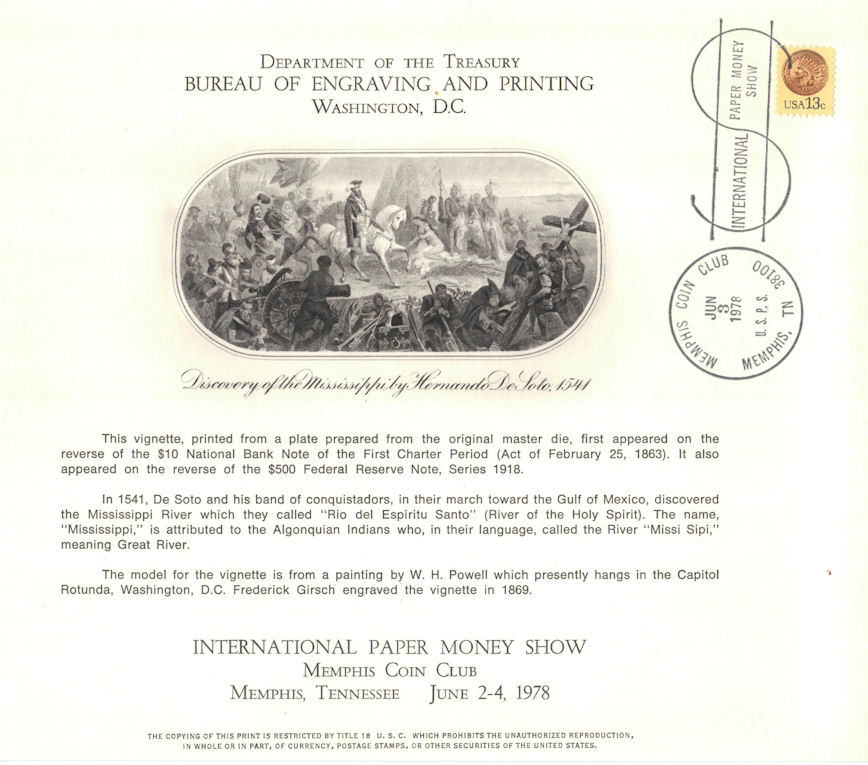 DEPARTMENT OF THE TREASURY
BUREAU OF ENGRAVING AND PRINTING
WASHINGTON, D.C.
INTERNATIONAL PAPER MONEY SHOW
USA 13c
MEMPHIS COIN CLUB
38100
JUN
3
1978
U. S. P. S.
MEMPHIS, TN
Discovery of the Mississippi by Hernando De Soto, 1541
This vignette, printed from a plate prepared from the original master die, first appeared on the
reverse of the $10 National Bank Note of the First Charter Period (Act of February 25, 1863). It also
appeared on the reverse of the $500 Federal Reserve Note, Series 1918.
In 1541, De Soto and his band of conquistadors, in their march toward the Gulf of Mexico, discovered
the Mississippi River which they called "Rio del Espiritu Santo" (River of the Holy Spirit). The name,
"Mississippi," is attributed to the Algonquian Indians who, in their language, called the River "Missi Sipi,"
meaning Great River.
The model for the vignette is from a painting by W. H. Powell which presently hangs in the Capitol
Rotunda, Washington, D.C. Frederick Girsch engraved the vignette in 1869.
INTERNATIONAL PAPER MONEY SHOW
MEMPHIS COIN CLUB
MEMPHIS, TENNESSEE JUNE 2-4, 1978
THE COPYING OF THIS PRINT IS RESTRICTED BY TITLE 18 U. S. C. WHICH PROHIBITS THE UNAUTHORIZED REPRODUCTION,
IN WHOLE OR IN PART, OF CURRENCY, POSTAGE STAMPS, OR OTHER SECURITIES OF THE UNITED STATES.